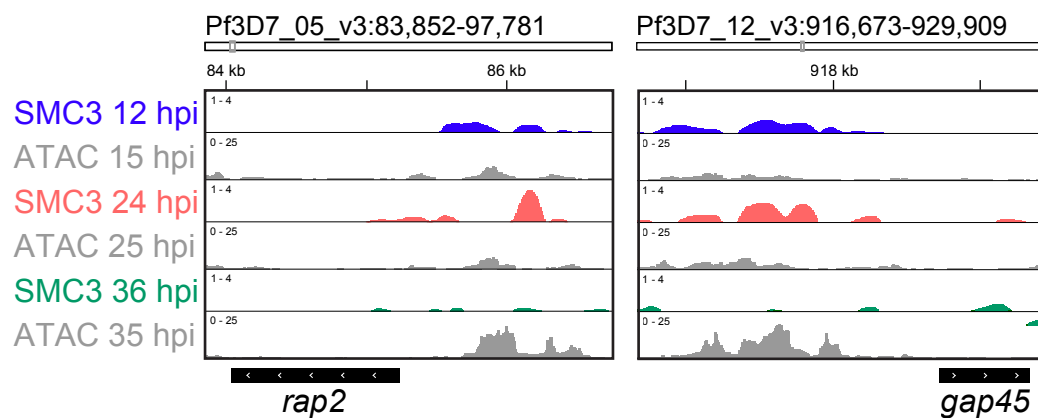 Pf3D7_05_v3:83,852-97,781 Pf3D7_12_v3:916,673-929,909
84 kb 86 kb 918 kb
SMC3 12 hpi 1 - 4 1 - 4
ATAC 15 hpi 0 - 25 0 - 25
SMC3 24 hpi 1 - 4 1 - 4
ATAC 25 hpi 0 - 25 0 - 25
SMC3 36 hpi 1 - 4 1 - 4
ATAC 35 hpi 0 - 25 0 - 25
rap2 gap45